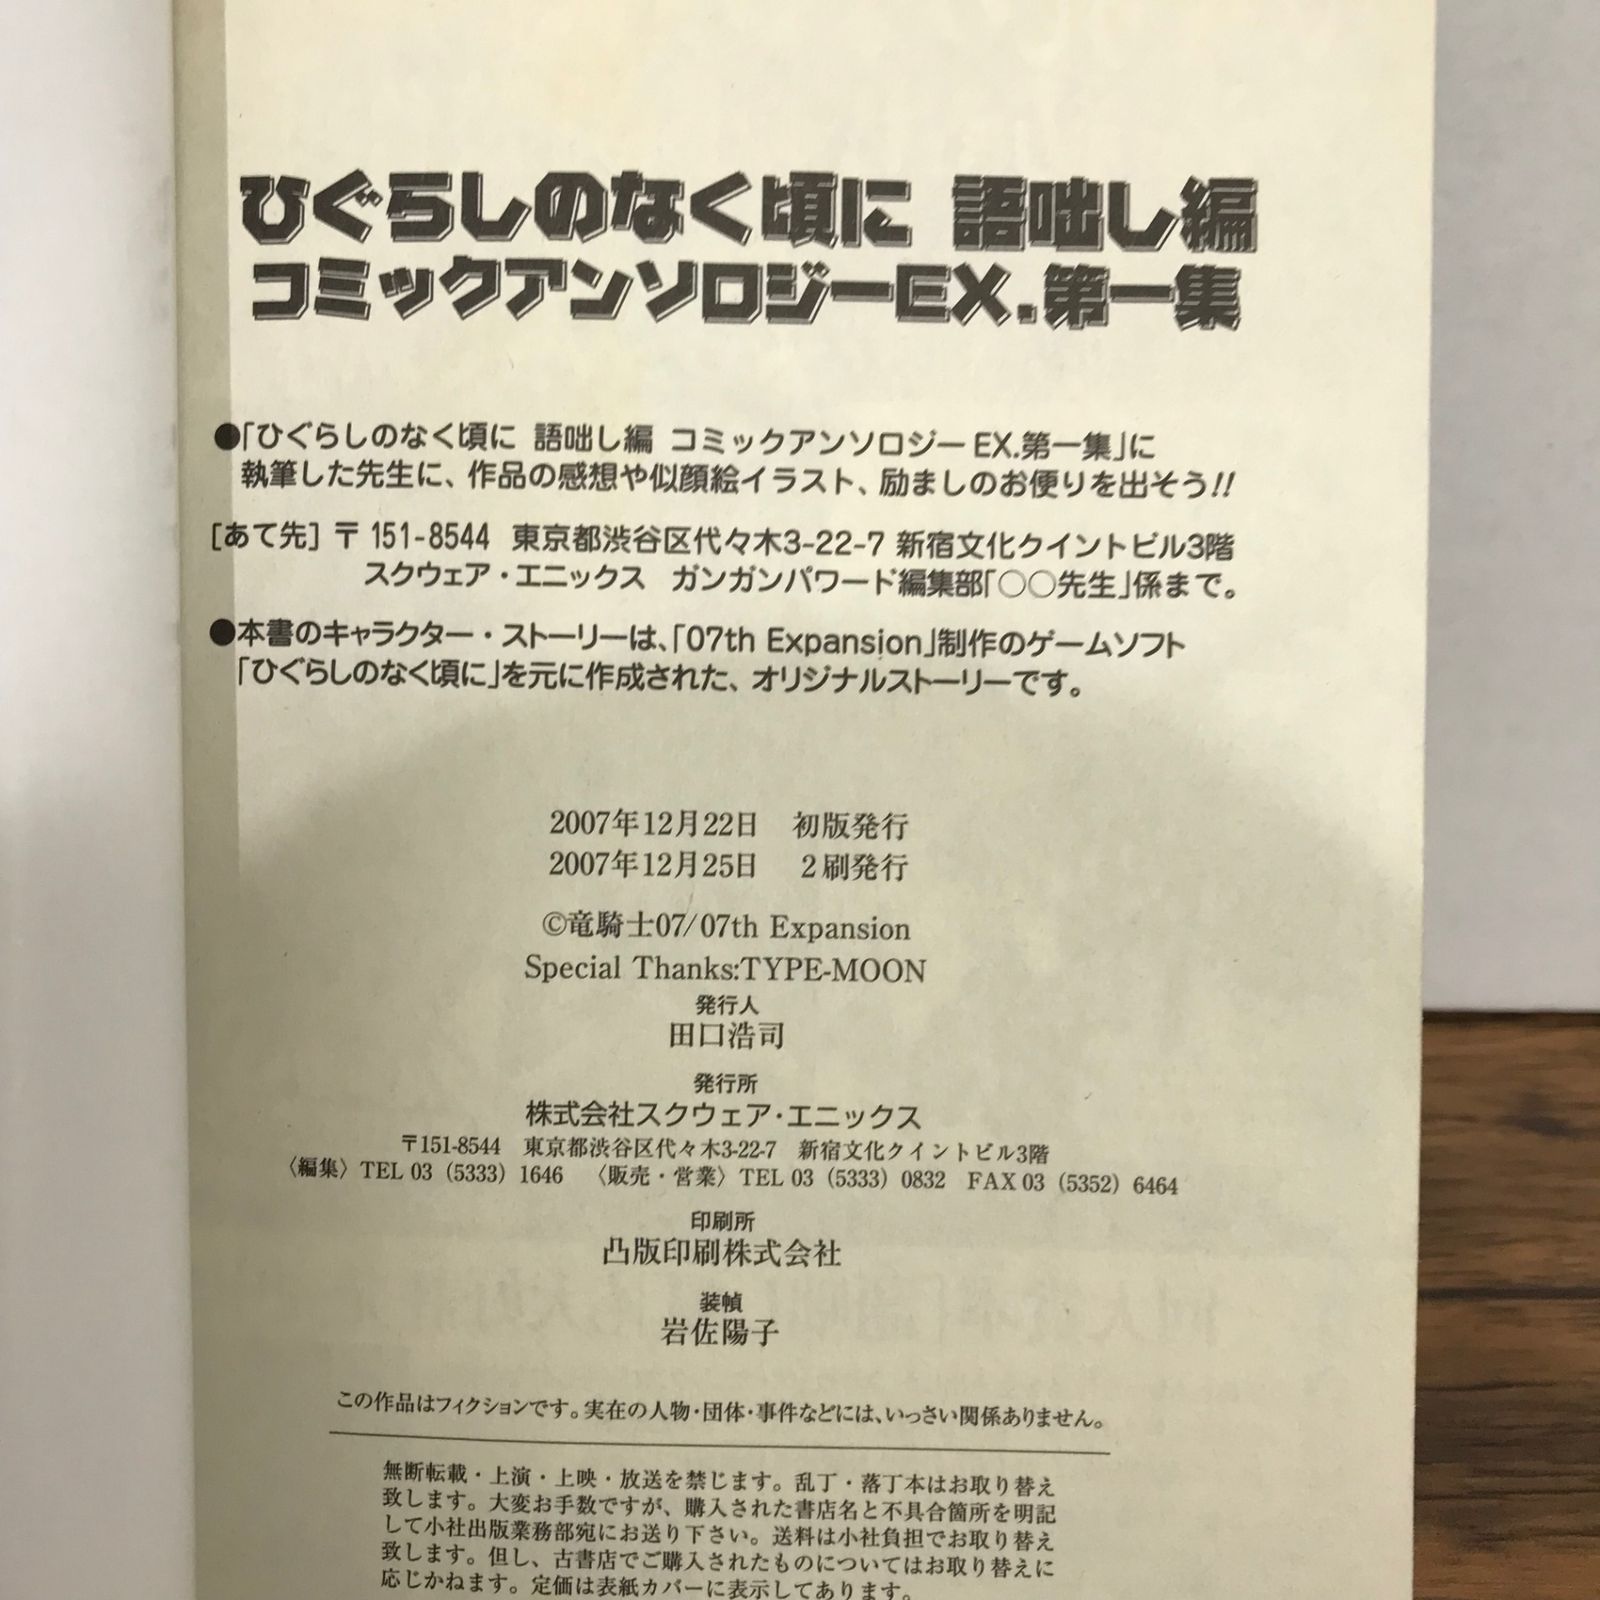 ひぐらしのなく頃に 語咄し編
コミックアンソロジーEX.第一集
●「ひぐらしのなく頃に 語咄し編 コミックアンソロジー EX.第一集」に
執筆した先生に、作品の感想や似顔絵イラスト、励ましのお便りを出そう!!
[あて先] 〒 151-8544 東京都渋谷区代々木3-22-7 新宿文化クイントビル3階
スクウェア・エニックス ガンガンパワード編集部「○○先生」係まで。
●本書のキャラクター・ストーリーは、「07th Expansion」制作のゲームソフト
「ひぐらしのなく頃に」を元に作成された、オリジナルストーリーです。
2007年12月22日 初版発行
2007年12月25日 2刷発行
©竜騎士07/07th Expansion
Special Thanks:TYPE-MOON
発行人
田口浩司
発行所
株式会社スクウェア・エニックス
〒151-8544 東京都渋谷区代々木3-22-7 新宿文化クイントビル3階
〈編集〉TEL 03（5333）1646 〈販売・営業〉TEL 03（5333）0832 FAX 03（5352）6464
印刷所
凸版印刷株式会社
装幀
岩佐陽子
この作品はフィクションです。実在の人物・団体・事件などには、いっさい関係ありません。
無断転載・上演・上映・放送を禁じます。乱丁・落丁本はお取り替え
致します。大変お手数ですが、購入された書店名と不具合箇所を明記
して小社出版業務部宛にお送り下さい。送料は小社負担でお取り替え
致します。但し、古書店でご購入されたものについてはお取り替えに
応じかねます。定価は表紙カバーに表示してあります。